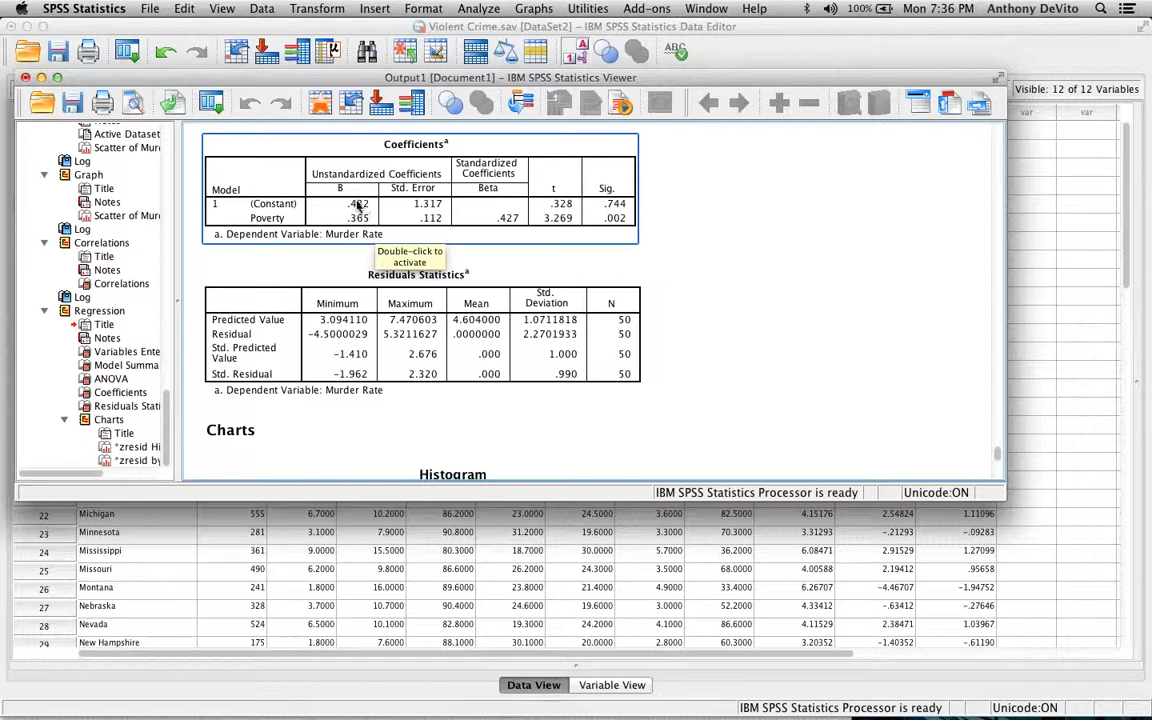 SPSS Statistics File Edit View Data Transform Insert Format Analyze Graphs Utilities Add-ons Window Help 100% Mon 7:36 PM Anthony DeVito
Violent Crime.sav [DataSet2] – IBM SPSS Statistics Data Editor
ABC
Output1 [Document1] – IBM SPSS Statistics Viewer
Visible: 12 of 12 Variables
var var
Active Dataset
Scatter of Mur
Log
Graph
Title
Notes
Scatter of Mur
Log
Correlations
Title
Notes
Correlations
Log
Regression
Title
Notes
Variables Ente
Model Summa
ANOVA
Coefficients
Residuals Stati
Charts
Title
*zresid Hi
*zresid by
Coefficientsa
Model Unstandardized Coefficients Standardized Coefficients t Sig.
B Std. Error Beta
1 (Constant) 1.317 .328 .744
Poverty .365 .112 .427 3.269 .002
a. Dependent Variable: Murder Rate
Double-click to
activate
Residuals Statisticsa
Minimum Maximum Mean Std. Deviation N
Predicted Value 3.094110 7.470603 4.604000 1.0711818 50
Residual -4.5000029 5.3211627 .0000000 2.2701933 50
Std. Predicted Value -1.410 2.676 .000 1.000 50
Std. Residual -1.962 2.320 .000 .990 50
a. Dependent Variable: Murder Rate
Charts
Histogram
IBM SPSS Statistics Processor is ready Unicode:ON
22 Michigan 555 6.7000 10.2000 86.2000 23.0000 24.5000 3.6000 82.5000 4.15176 2.54824 1.11096
23 Minnesota 281 3.1000 7.9000 90.8000 31.2000 19.6000 3.3000 70.3000 3.31293 -.21293 -.09283
24 Mississippi 361 9.0000 15.5000 80.3000 18.7000 30.0000 5.7000 36.2000 6.08471 2.91529 1.27099
25 Missouri 490 6.2000 9.8000 86.6000 26.2000 24.3000 3.5000 68.0000 4.00588 2.19412 .95658
26 Montana 241 1.8000 16.0000 89.6000 23.8000 21.4000 4.9000 33.4000 6.26707 -4.46707 -1.94752
27 Nebraska 328 3.7000 10.7000 90.4000 24.6000 19.6000 3.0000 52.2000 4.33412 -.63412 -.27646
28 Nevada 524 6.5000 10.1000 82.8000 19.3000 24.2000 4.1000 86.6000 4.11529 2.38471 1.03967
29 New Hampshire 175 1.8000 7.6000 88.1000 30.1000 20.0000 2.8000 60.3000 3.20352 -1.40352 -.61190
Data View Variable View
IBM SPSS Statistics Processor is ready Unicode:ON